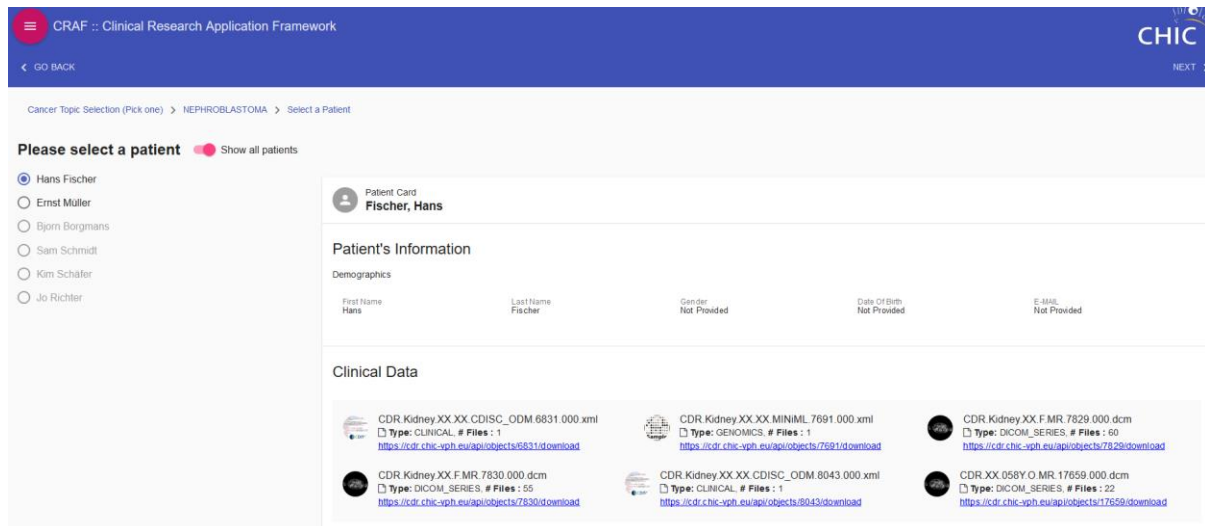 CRAF :: Clinical Research Application Framework
CHIC
GO BACK
NEXT
Cancer Topic Selection (Pick one) > NEPHROBLASTOMA > Select a Patient
Please select a patient Show all patients
Hans Fischer
Ernst Müller
Bjorn Borgmans
Sam Schmidt
Kim Schäfer
Jo Richter
Patient Card
Fischer, Hans
Patient's Information
Demographics
First Name Last Name Gender Date Of Birth E-MAIL
Hans Fischer Not Provided Not Provided Not Provided
Clinical Data
CDR.Kidney.XX.XX.CDISC_ODM.6831.000.xml
Type: CLINICAL, # Files : 1
https://cdr.chic-vph.eu/api/objects/6831/download
CDR.Kidney.XX.XX.MINiML.7691.000.xml
Type: GENOMICS, # Files : 1
https://cdr.chic-vph.eu/api/objects/7691/download
CDR.Kidney.XX.F.MR.7829.000.dcm
Type: DICOM_SERIES, # Files : 60
https://cdr.chic-vph.eu/api/objects/7829/download
CDR.Kidney.XX.F.MR.7830.000.dcm
Type: DICOM_SERIES, # Files : 55
https://cdr.chic-vph.eu/api/objects/7830/download
CDR.Kidney.XX.XX.CDISC_ODM.8043.000.xml
Type: CLINICAL, # Files : 1
https://cdr.chic-vph.eu/api/objects/8043/download
CDR.XX.058Y.O.MR.17659.000.dcm
Type: DICOM_SERIES, # Files : 22
https://cdr.chic-vph.eu/api/objects/17659/download